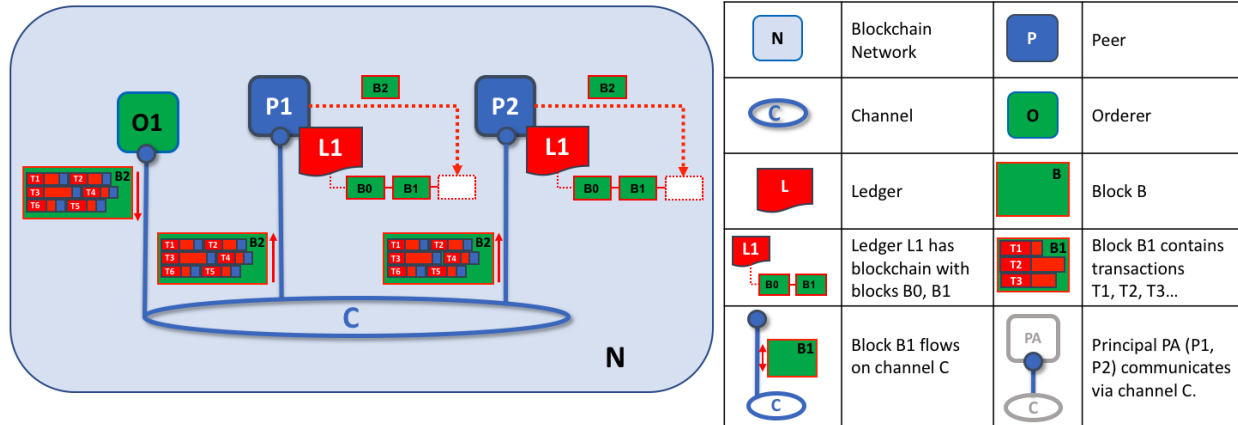 O1
P1
B2
L1
B0
B1
P2
B2
L1
B0
B1
T1
T2
B2
T3
T4
T6
T5
T1
T2
B2
T3
T4
T6
T5
T1
T2
B2
T3
T4
T6
T5
C
N
N
Blockchain
Network
P
Peer
C
Channel
O
Orderer
L
Ledger
B
Block B
L1
B0
B1
Ledger L1 has
blockchain with
blocks B0, B1
T1
B1
T2
T3
Block B1 contains
transactions
T1, T2, T3...
B1
C
Block B1 flows
on channel C
PA
C
Principal PA (P1,
P2) communicates
via channel C.